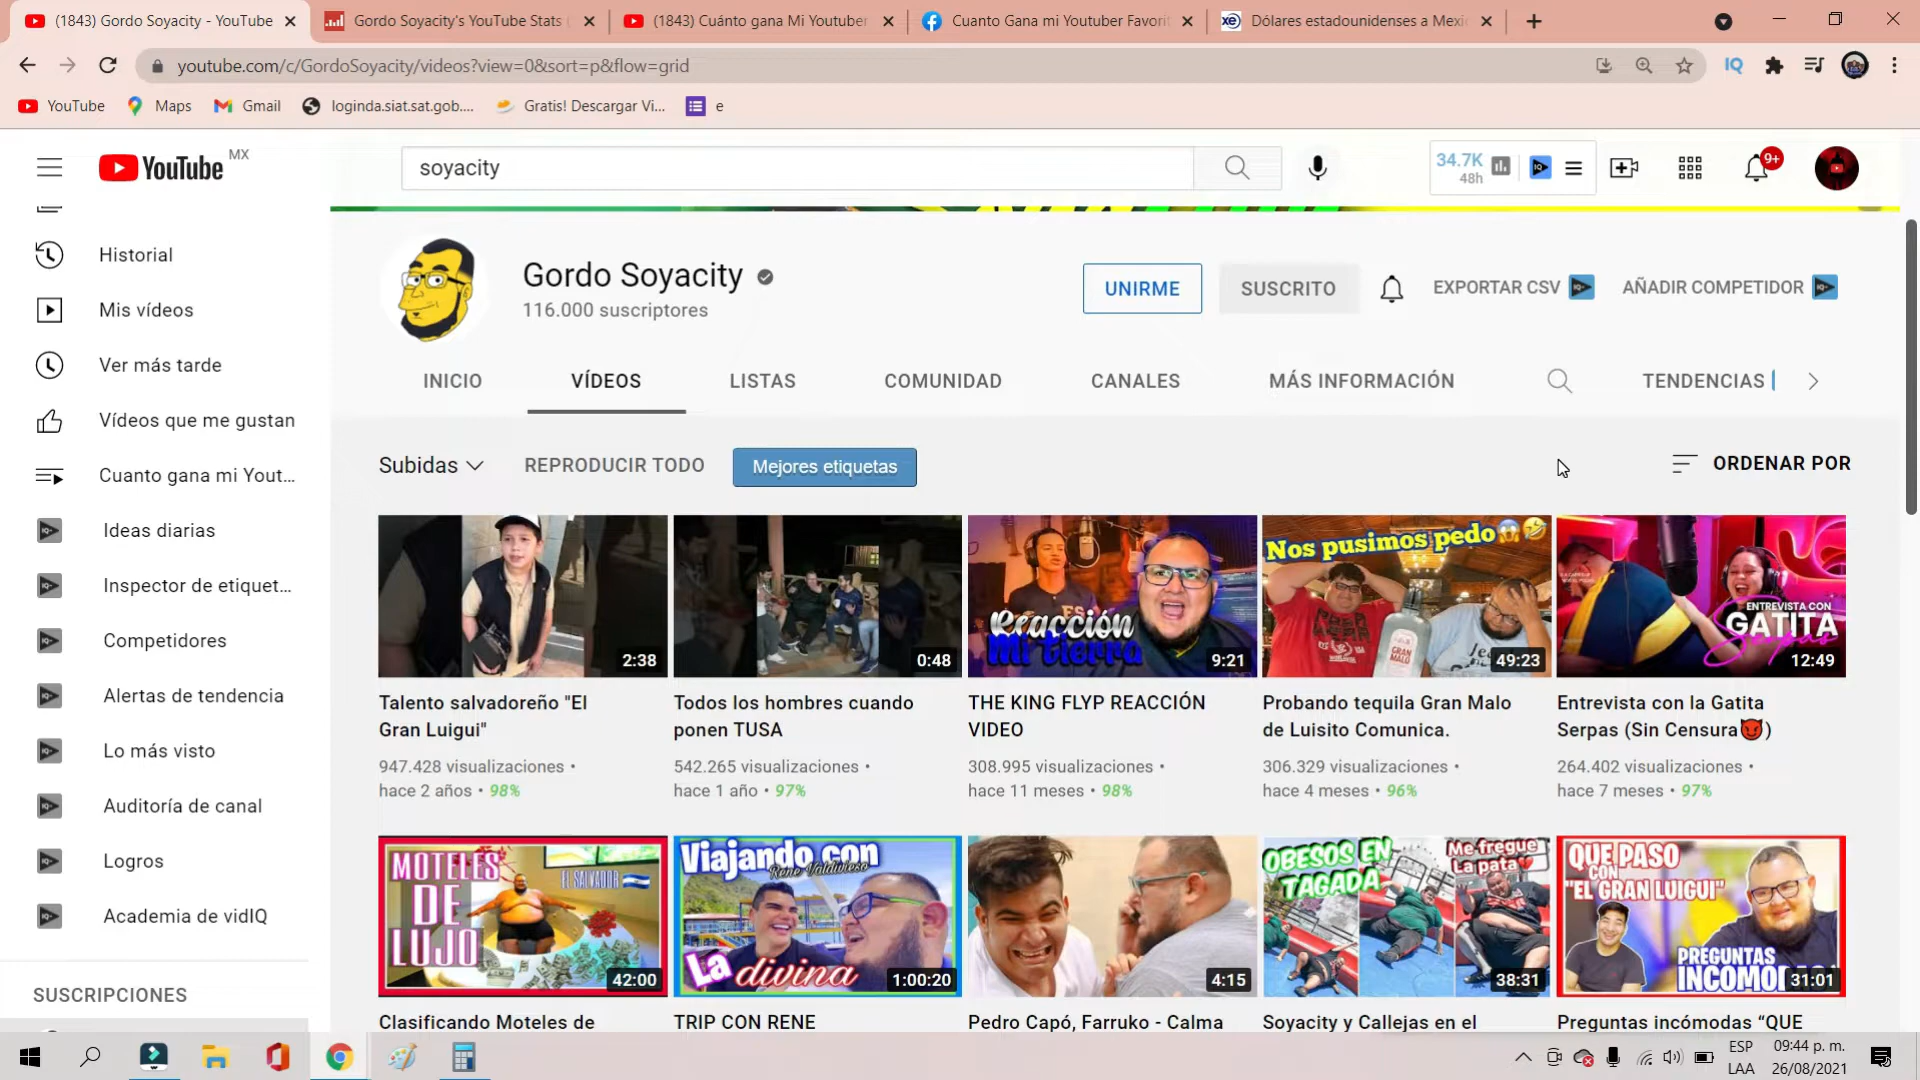 (1843) Gordo Soyacity - YouTube
Gordo Soyacity's YouTube Stats
(1843) Cuánto gana Mi Youtuber
Cuanto Gana mi Youtuber Favorit
Dólares estadounidenses a Mexi
youtube.com/c/GordoSoyacity/videos?view=0&sort=p&flow=grid
YouTube
Maps
Gmail
loginda.siat.sat.gob....
Gratis! Descargar Vi...
e
YouTube MX
soyacity
34.7K
48h
9+
Historial
Mis vídeos
Ver más tarde
Vídeos que me gustan
Cuanto gana mi Yout...
Ideas diarias
Inspector de etiquet...
Competidores
Alertas de tendencia
Lo más visto
Auditoría de canal
Logros
Academia de vidIQ
SUSCRIPCIONES
Gordo Soyacity
116.000 suscriptores
UNIRME
SUSCRITO
EXPORTAR CSV
AÑADIR COMPETIDOR
INICIO
VÍDEOS
LISTAS
COMUNIDAD
CANALES
MÁS INFORMACIÓN
TENDENCIAS
Subidas
REPRODUCIR TODO
Mejores etiquetas
ORDENAR POR
2:38
0:48
Reacción
Mi tierra
9:21
Nos pusimos pedo
GRAN MALO
49:23
ENTREVISTA CON
GATITA
Serpas
12:49
Talento salvadoreño "El
Gran Luigui"
947.428 visualizaciones •
hace 2 años • 98%
Todos los hombres cuando
ponen TUSA
542.265 visualizaciones •
hace 1 año • 97%
THE KING FLYP REACCIÓN
VIDEO
308.995 visualizaciones •
hace 11 meses • 98%
Probando tequila Gran Malo
de Luisito Comunica.
306.329 visualizaciones •
hace 4 meses • 96%
Entrevista con la Gatita
Serpas (Sin Censura😈)
264.402 visualizaciones •
hace 7 meses • 97%
MOTELES
DE
LUJO
EL SALVADOR
42:00
Viajando con
Rene Valdivieso
La divina
1:00:20
4:15
OBESOS EN
TAGADA
Me fregue
La pata
38:31
QUE PASO
CON
"EL GRAN LUIGUI"
PREGUNTAS
31:01
Clasificando Moteles de
TRIP CON RENE
Pedro Capó, Farruko - Calma
Soyacity y Callejas en el
Preguntas incómodas “QUE
ESP
LAA
09:44 p. m.
26/08/2021